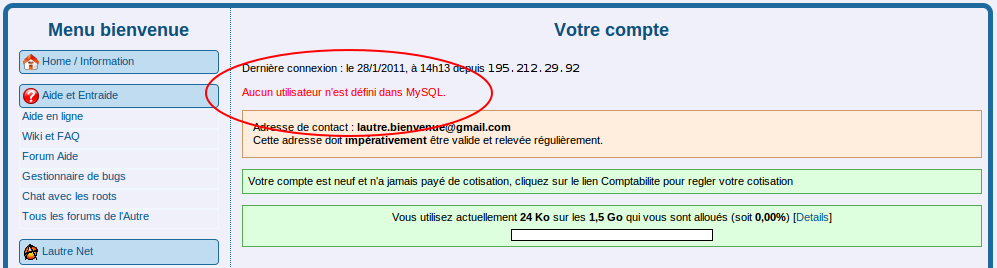 Menu bienvenue
Home / Information
Aide et Entraide
Aide en ligne
Wiki et FAQ
Forum Aide
Gestionnaire de bugs
Chat avec les roots
Tous les forums de l'Autre
Lautre Net
Votre compte
Dernière connexion : le 28/1/2011, à 14h13 depuis 195.212.29.92
Aucun utilisateur n'est défini dans MySQL.
Adresse de contact : lautre.bienvenue@gmail.com
Cette adresse doit impérativement être valide et relevée régulièrement.
Votre compte est neuf et n'a jamais payé de cotisation, cliquez sur le lien Comptabilite pour regler votre cotisation
Vous utilisez actuellement 24 Ko sur les 1,5 Go qui vous sont alloués (soit 0,00%) [Details]